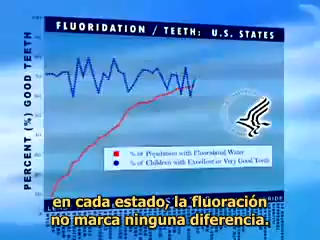 FLUORIDATION / TEETH: U.S. STATES
PERCENT (%) GOOD TEETH
% of Population with Fluoridated Water
% of Children with Excellent or Very Good Teeth
en cada estado, la fluoración
no marca ninguna diferencia.